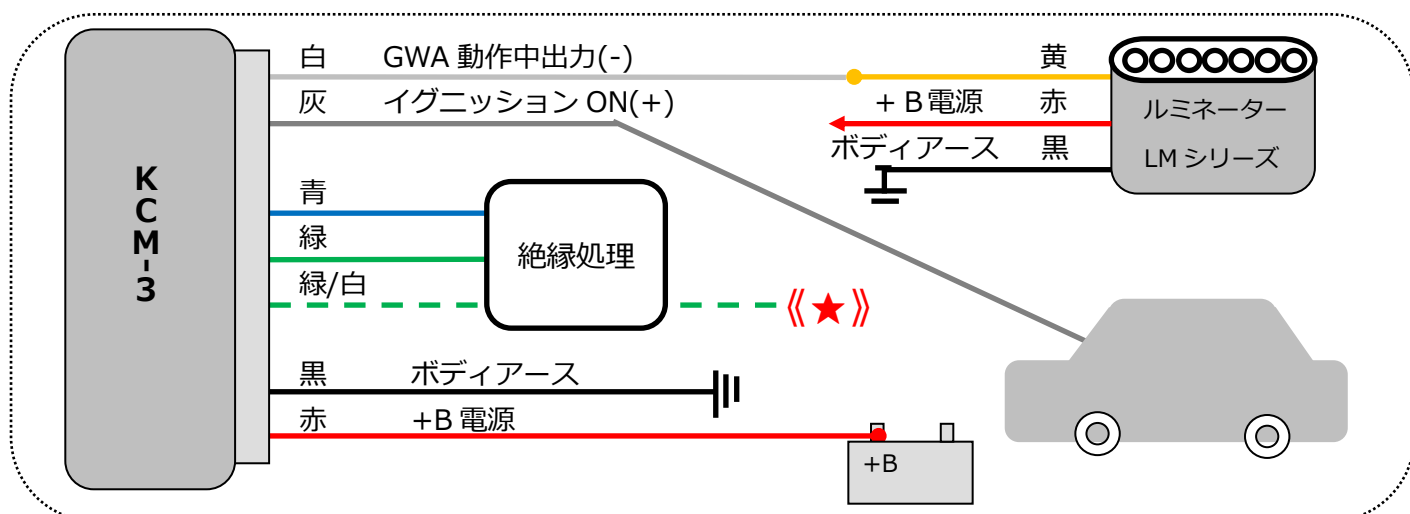 白 GWA 動作中出力(-) 黄
灰 イグニッション ON(+) + B 電源 赤
ボディアース 黒
ルミネーター
LM シリーズ
KCM-3
青
緑
緑/白
絶縁処理
《★》
黒 ボディアース
赤 +B 電源
+B